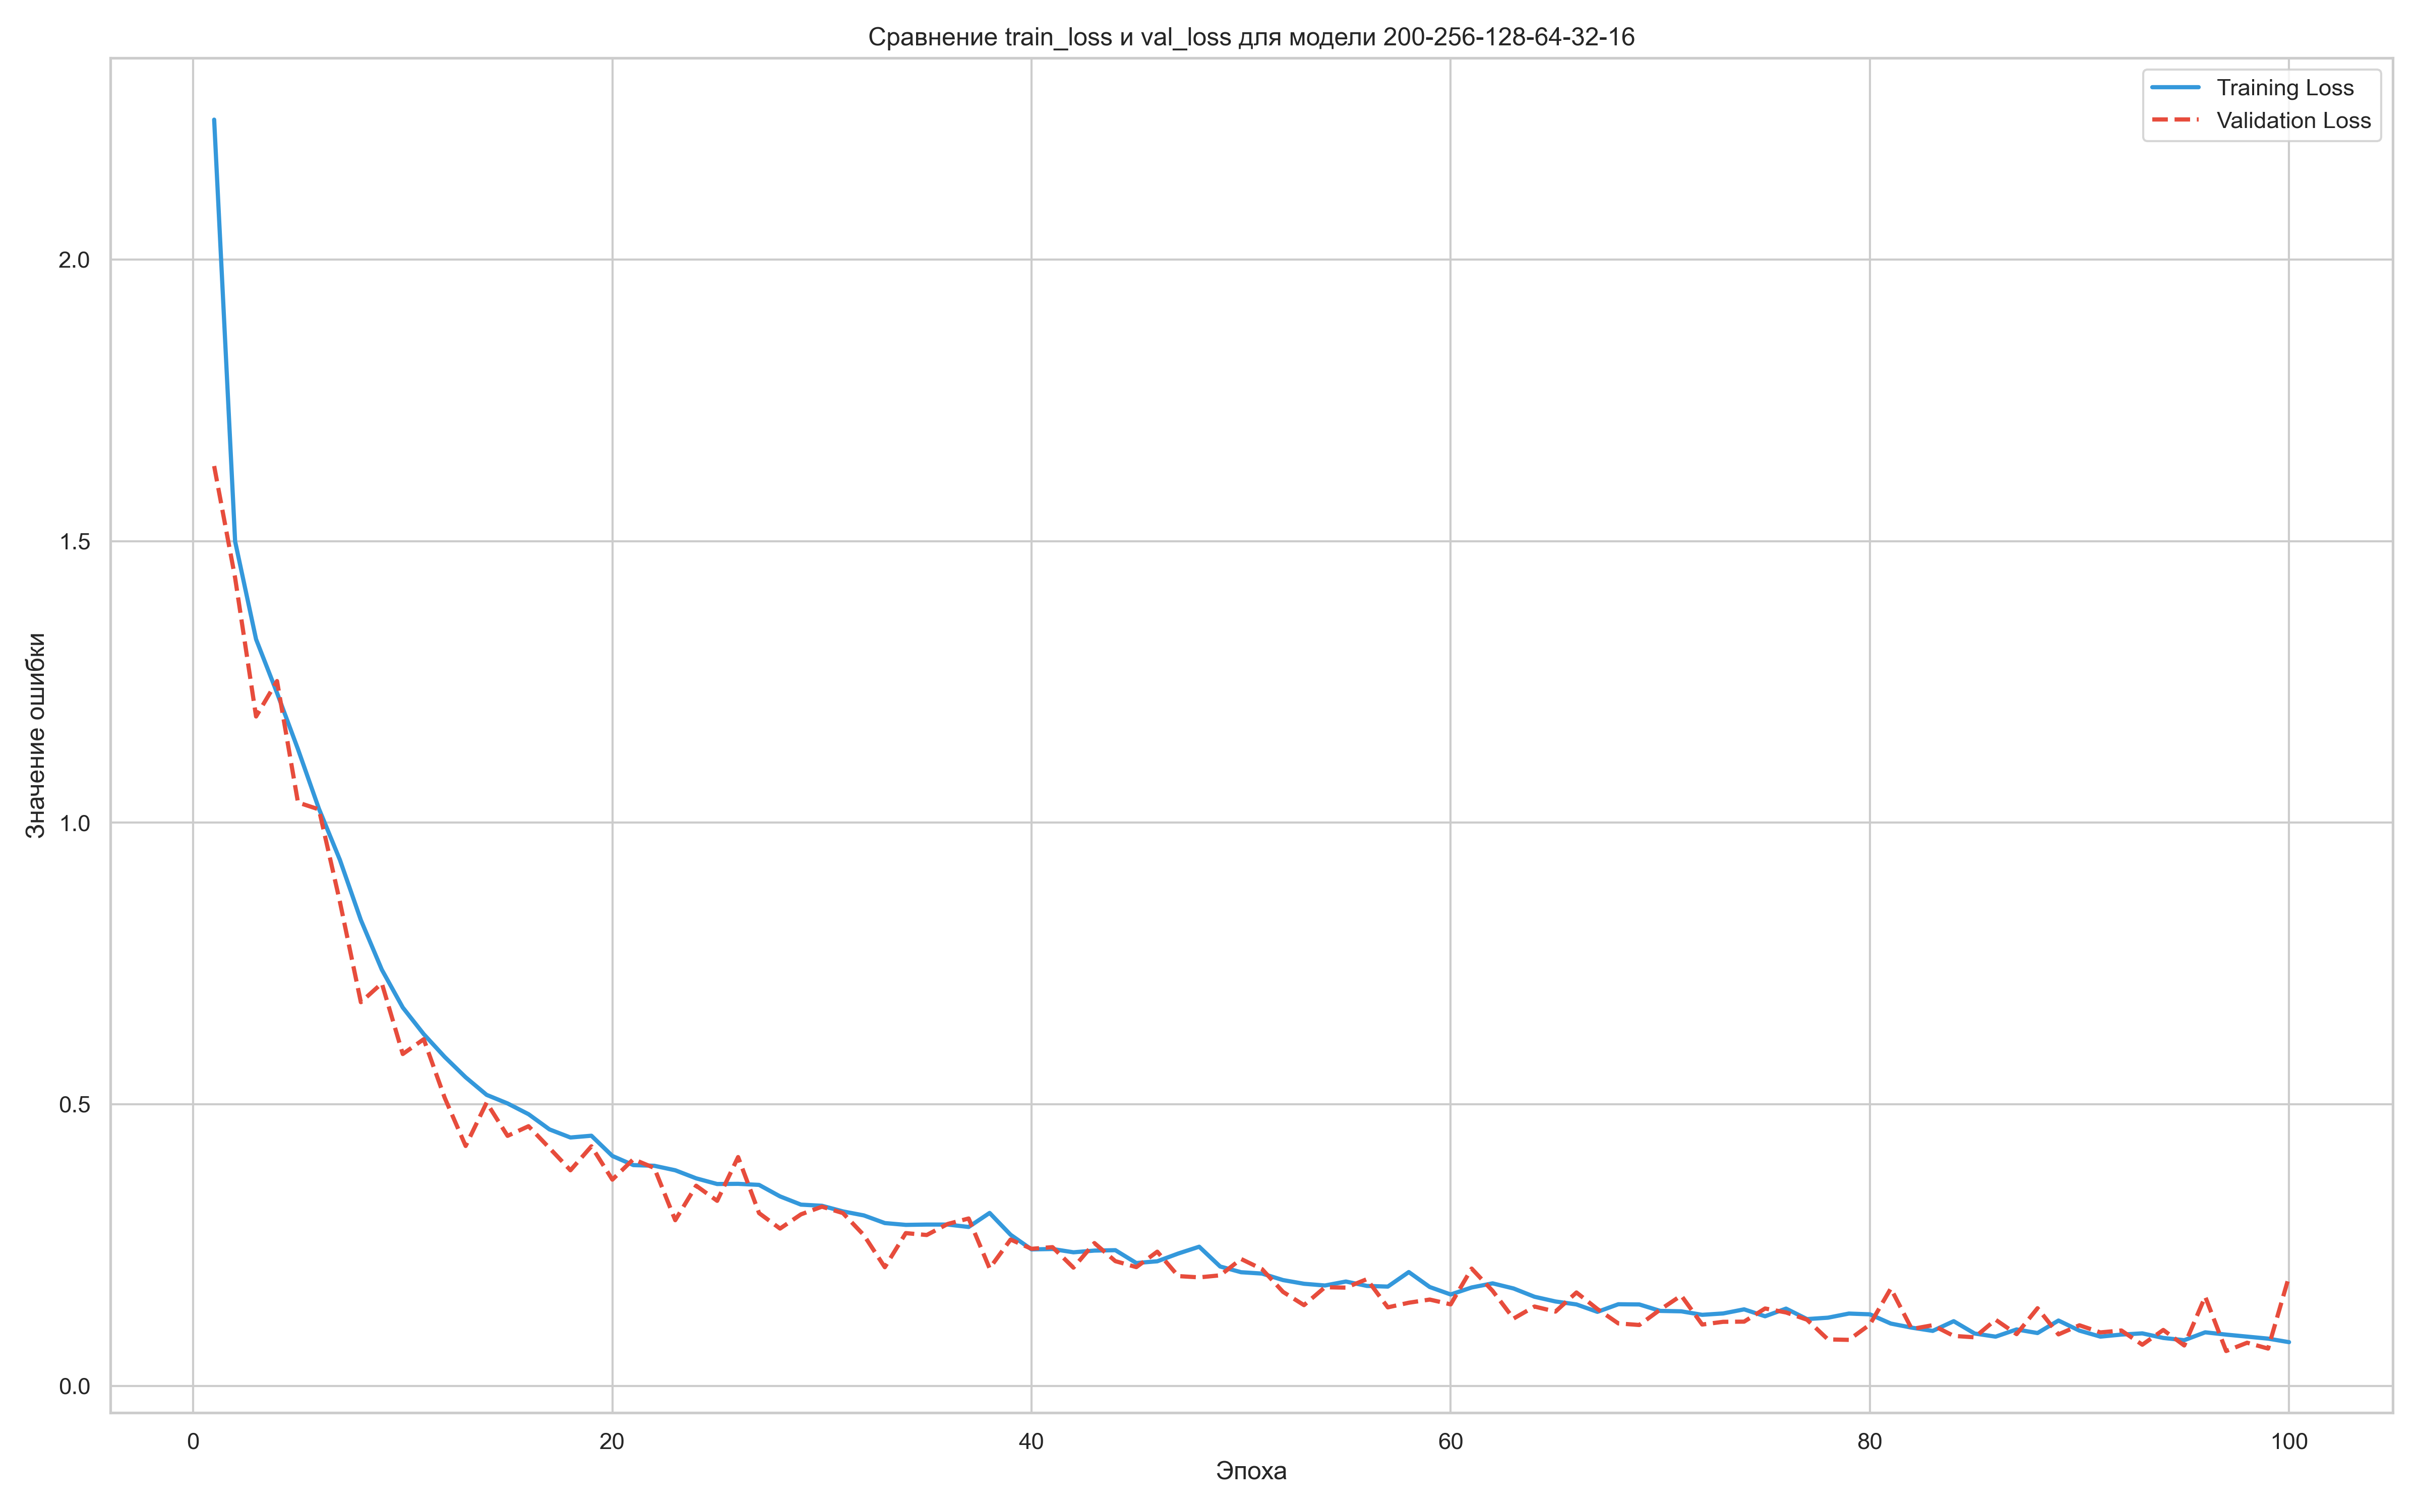 Сравнение train_loss и val_loss для модели 200-256-128-64-32-16
Training Loss
Validation Loss
Значение ошибки
2.0
1.5
1.0
0.5
0.0
0 20 40 60 80 100
Эпоха